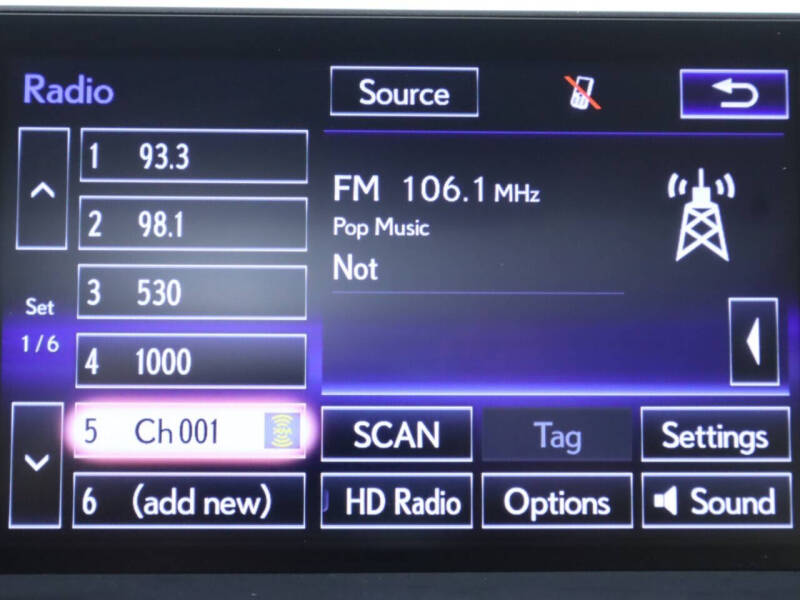 Radio
Source
1 93.3
2 98.1
3 530
4 1000
5 Ch 001
XM
6 (add new)
Set
1/6
FM 106.1 MHz
Pop Music
Not
SCAN
Tag
Settings
HD Radio
Options
Sound